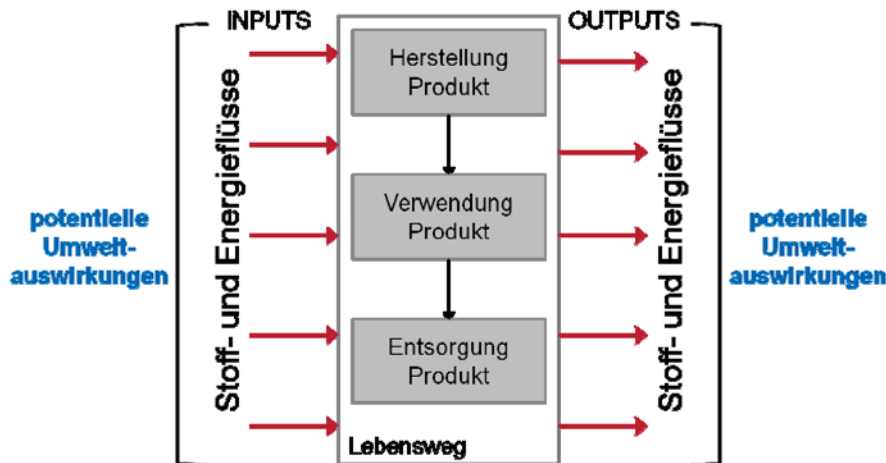 INPUTS
OUTPUTS
Stoff- und Energieflüsse
potentielle
Umwelt-
auswirkungen
Herstellung
Produkt
Verwendung
Produkt
Entsorgung
Produkt
Lebensweg
Stoff- und Energieflüsse
potentielle
Umwelt-
auswirkungen